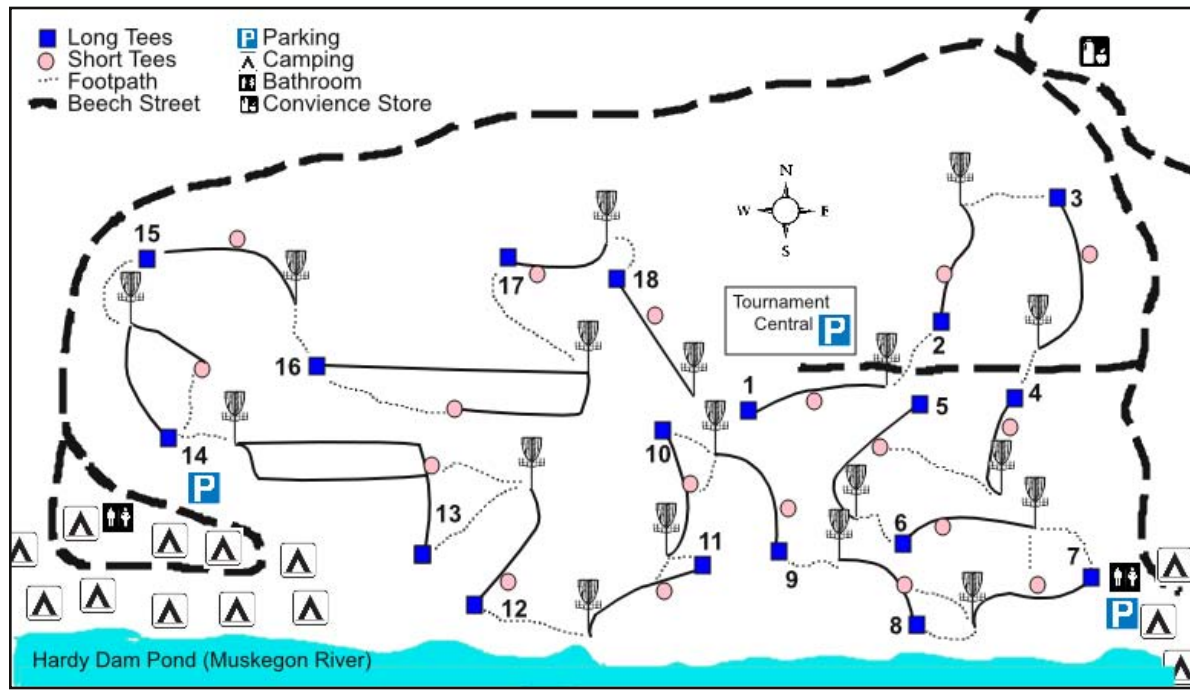 Long Tees
Short Tees
Footpath
Beech Street
P Parking
Camping
Bathroom
Convience Store
N
W E
S
3
15
17
18
Tournament
Central P
2
16
1
5
4
10
14
P
13
11
6
7
9
12
8
P
Hardy Dam Pond (Muskegon River)